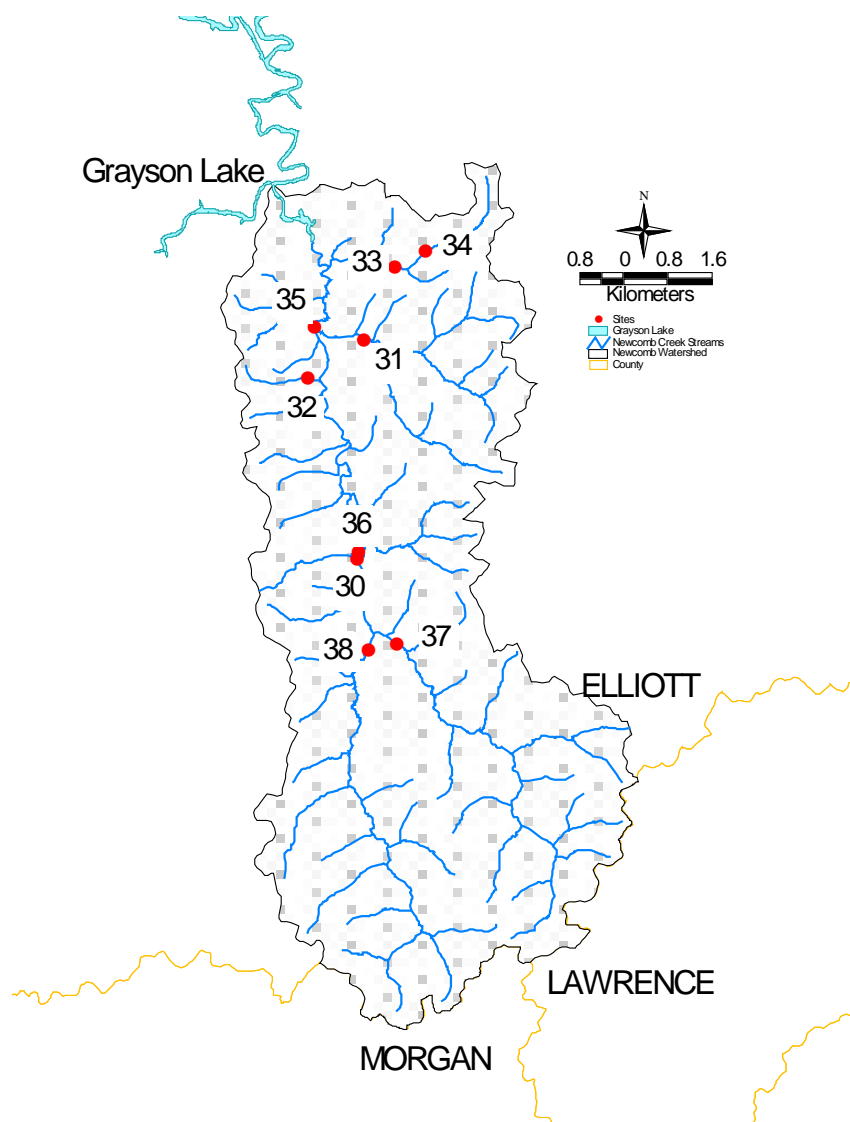 Grayson Lake
N
34
33
0.8 0 0.8 1.6
Kilometers
35
Sites
Grayson Lake
Newcomb Creek Streams
Newcomb Watershed
County
31
32
36
30
37
38
ELLIOTT
LAWRENCE
MORGAN